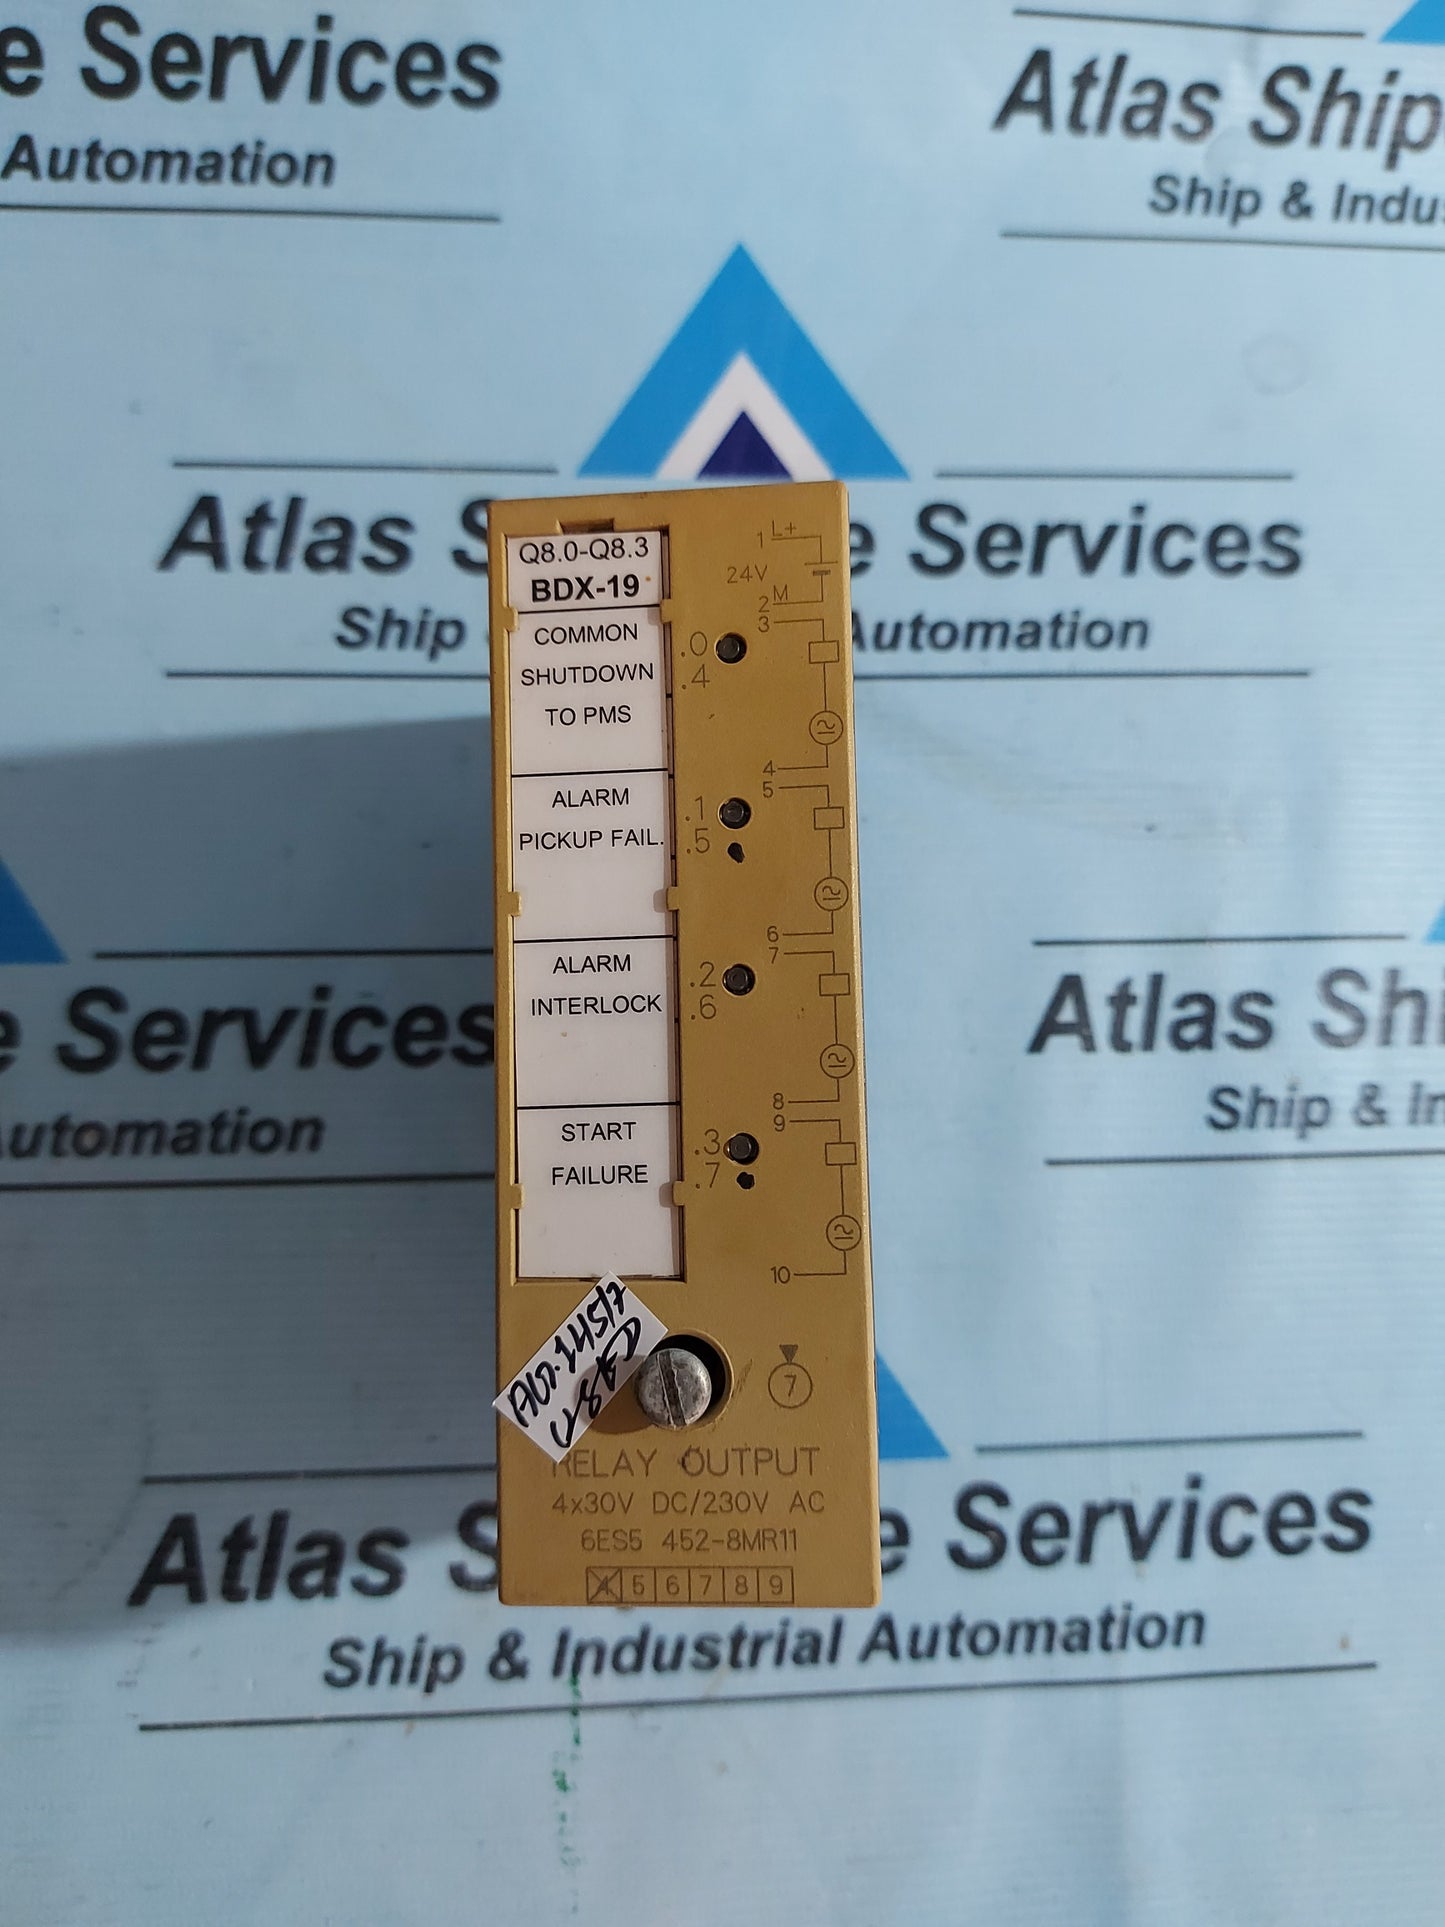 e Services
Automation
Atlas Ship
Ship & Indu
Atlas S
e Services
Ship
Automation
Q8.0-Q8.3
BDX-19
COMMON
SHUTDOWN
TO PMS
ALARM
PICKUP FAIL.
ALARM
INTERLOCK
START
FAILURE
L+
1
24V
M
2
3
.0
.4
4
5
.1
.5
6
7
.2
.6
8
9
.3
.7
10
7
RELAY OUTPUT
4x30V DC/230V AC
6ES5 452-8MR11
4 5 6 7 8 9
e Services
Automation
Atlas Shi
Ship & In
Atlas S
e Services
Ship & Industrial Automation